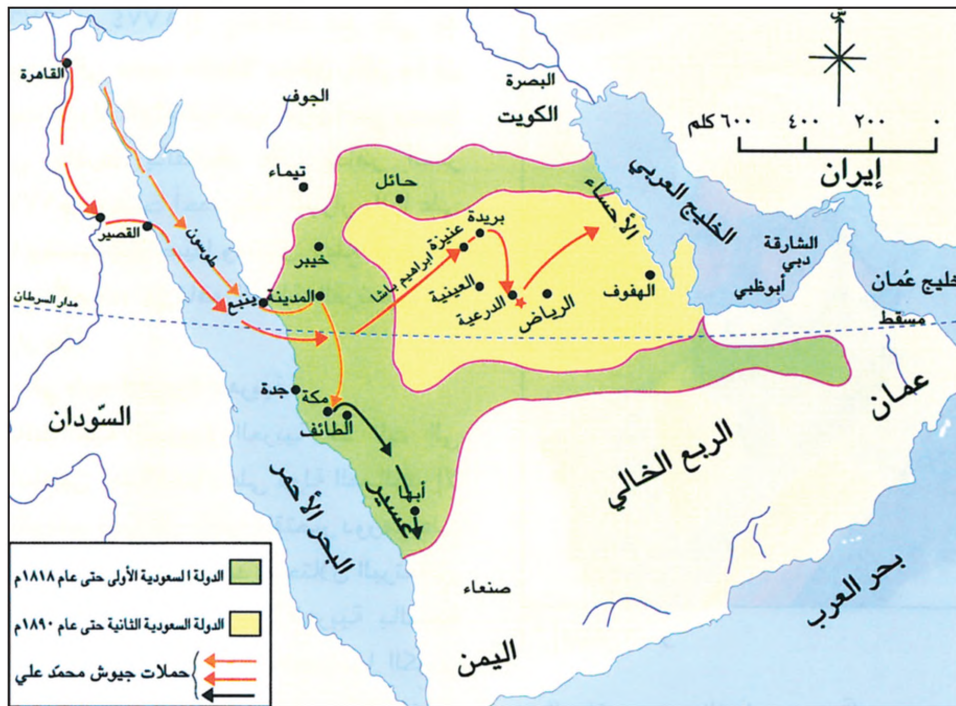 ش
القاهرة
البصرة
الجوف
الكويت
٦٠٠ كلم ٤٠٠ ٢٠٠ ٠
إيران
تيماء
حائل
الأحساء
الخليج العربي
القصير
طوسون
خيبر
بريدة
عنيزة
ابراهيم باشا
الشارقة
دبي
أبوظبي
خليج عُمان
الهفوف
العينية
الدرعية
الرياض
ينبع
المدينة
مدار السرطان
مسقط
عمان
جدة
مكة
الطائف
السّودان
الربع الخالي
أبها
عسير
البحر الأحمر
صنعاء
اليمن
بحر العرب
الدولة السعودية الأولى حتى عام ١٨١٨م
الدولة السعودية الثانية حتى عام ١٨٩٠م
حملات جيوش محمّد علي